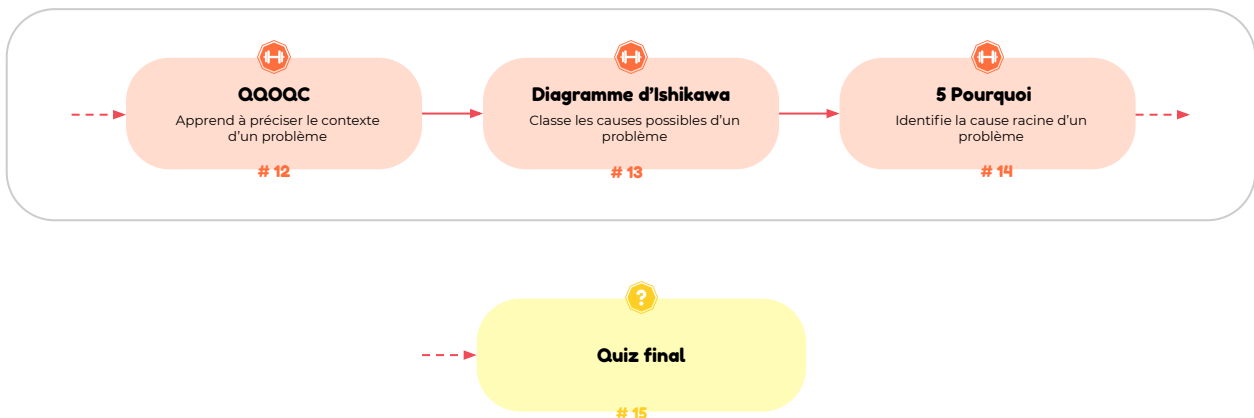 QQOQC
Apprend à préciser le contexte
d'un problème
# 12
Diagramme d'Ishikawa
Classe les causes possibles d'un
problème
# 13
5 Pourquoi
Identifie la cause racine d'un
problème
# 14
?
Quiz final
# 15